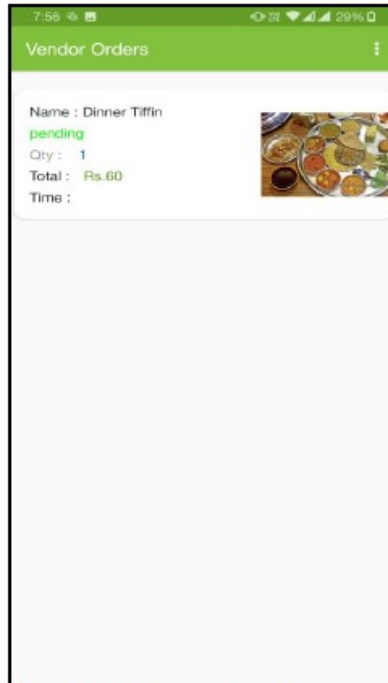 7:56 29%
Vendor Orders
Name : Dinner Tiffin
pending
Qty : 1
Total : Rs.60
Time :